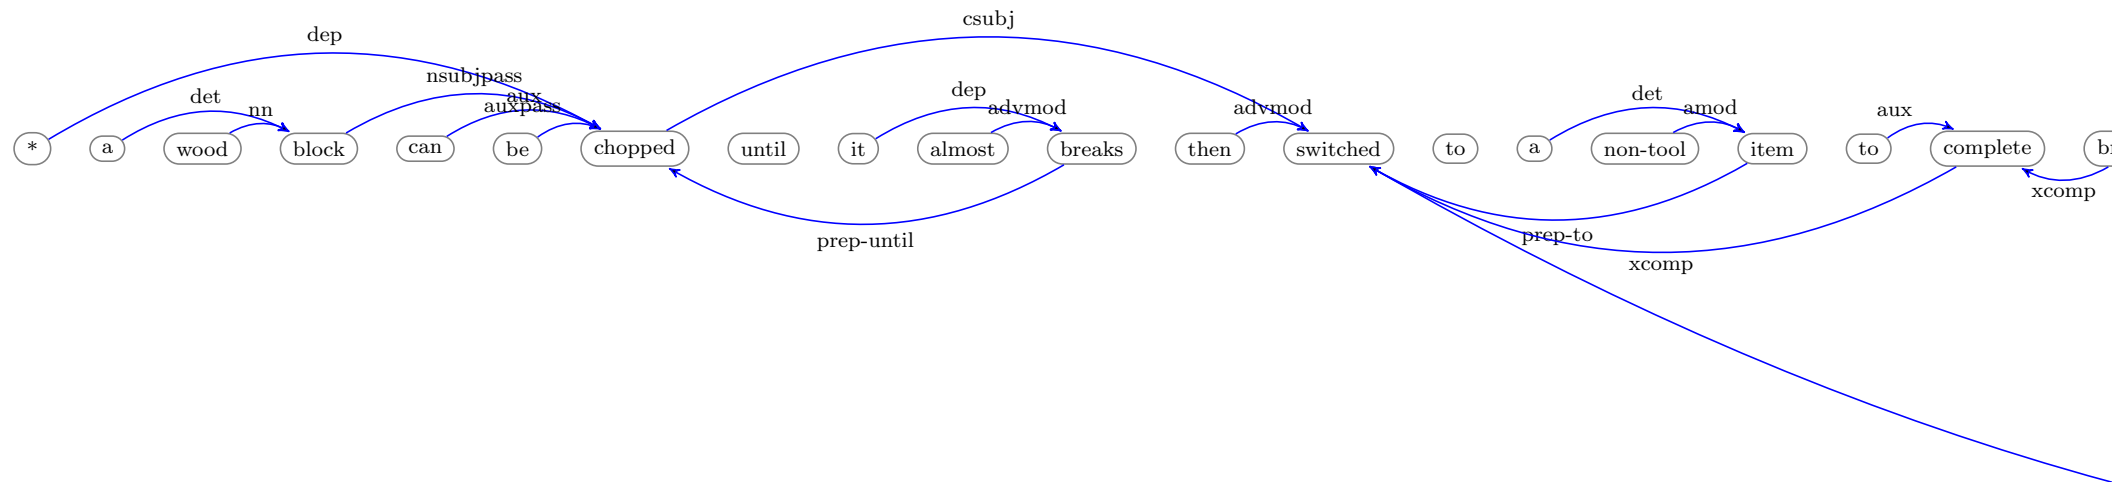 csubj
dep
nsubjpass
det nn aux
auxpass
dep advmod
advmod
det amod
aux
* a wood block can be chopped until it almost breaks then switched to a non-tool item to complete
xcomp
prep-until
prep-to
xcomp